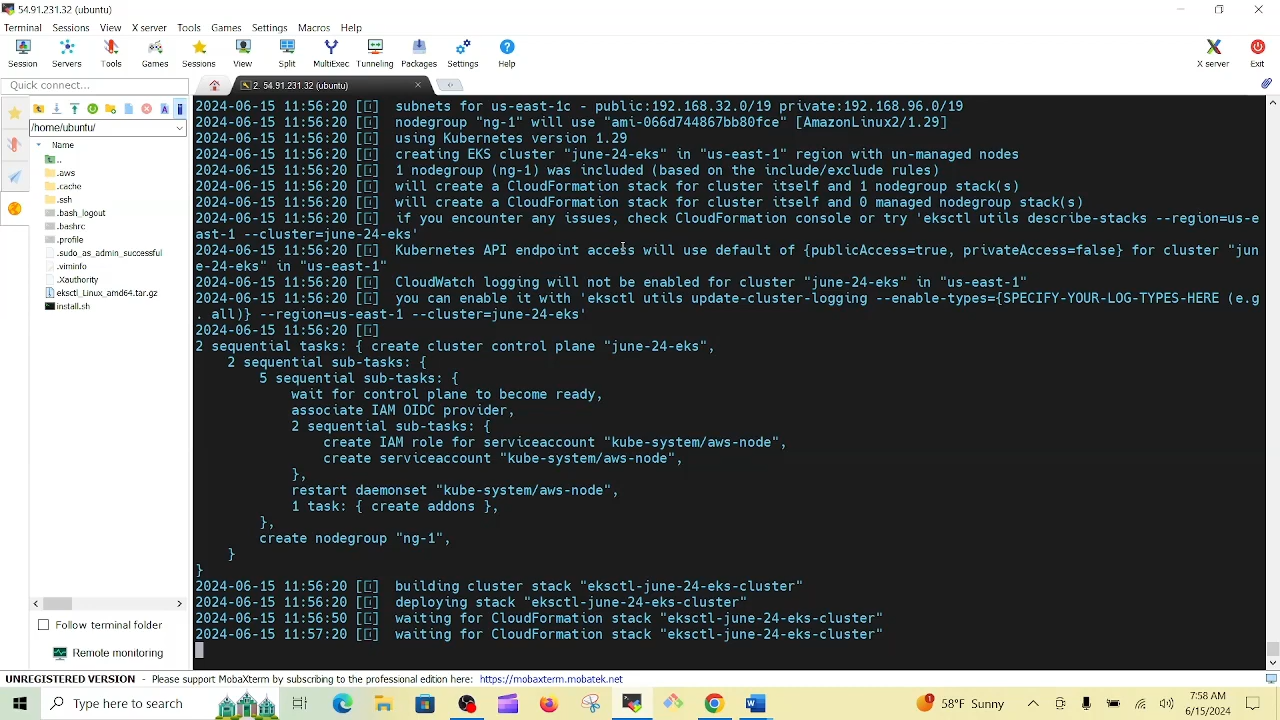 54.91.231.32 (ubuntu)
Terminal Sessions View X server Tools Games Settings Macros Help
Session Servers Tools Games Sessions View Split MultiExec Tunneling Packages Settings Help X server Exit
Quick connect...
2. 54.91.231.32 (ubuntu)
/home/ubuntu/
Name
..
.aws
.cache
.ssh
.bash_logout
.bashrc
.profile
.sudo_as_admin_successful
.viminfo
.Xauthority
eksctl_Linux_amd64.tar.gz
install.sh
Follow terminal folder
Remote monitoring
2024-06-15 11:56:20 [ℹ]  subnets for us-east-1c - public:192.168.32.0/19 private:192.168.96.0/19
2024-06-15 11:56:20 [ℹ]  nodegroup "ng-1" will use "ami-066d744867bb80fce" [AmazonLinux2/1.29]
2024-06-15 11:56:20 [ℹ]  using Kubernetes version 1.29
2024-06-15 11:56:20 [ℹ]  creating EKS cluster "june-24-eks" in "us-east-1" region with un-managed nodes
2024-06-15 11:56:20 [ℹ]  1 nodegroup (ng-1) was included (based on the include/exclude rules)
2024-06-15 11:56:20 [ℹ]  will create a CloudFormation stack for cluster itself and 1 nodegroup stack(s)
2024-06-15 11:56:20 [ℹ]  will create a CloudFormation stack for cluster itself and 0 managed nodegroup stack(s)
2024-06-15 11:56:20 [ℹ]  if you encounter any issues, check CloudFormation console or try 'eksctl utils describe-stacks --region=us-e
ast-1 --cluster=june-24-eks'
2024-06-15 11:56:20 [ℹ]  Kubernetes API endpoint access will use default of {publicAccess=true, privateAccess=false} for cluster "jun
e-24-eks" in "us-east-1"
2024-06-15 11:56:20 [ℹ]  CloudWatch logging will not be enabled for cluster "june-24-eks" in "us-east-1"
2024-06-15 11:56:20 [ℹ]  you can enable it with 'eksctl utils update-cluster-logging --enable-types={SPECIFY-YOUR-LOG-TYPES-HERE (e.g
. all)} --region=us-east-1 --cluster=june-24-eks'
2024-06-15 11:56:20 [ℹ]
2 sequential tasks: { create cluster control plane "june-24-eks",
2 sequential sub-tasks: {
5 sequential sub-tasks: {
wait for control plane to become ready,
associate IAM OIDC provider,
2 sequential sub-tasks: {
create IAM role for serviceaccount "kube-system/aws-node",
create serviceaccount "kube-system/aws-node",
},
restart daemonset "kube-system/aws-node",
1 task: { create addons },
},
create nodegroup "ng-1",
}
}
2024-06-15 11:56:20 [ℹ]  building cluster stack "eksctl-june-24-eks-cluster"
2024-06-15 11:56:20 [ℹ]  deploying stack "eksctl-june-24-eks-cluster"
2024-06-15 11:56:50 [ℹ]  waiting for CloudFormation stack "eksctl-june-24-eks-cluster"
2024-06-15 11:57:20 [ℹ]  waiting for CloudFormation stack "eksctl-june-24-eks-cluster"
UNREGISTERED VERSION - Please support MobaXterm by subscribing to the professional edition here: https://mobaxterm.mobatek.net
Type here to search
58°F Sunny
7:58 AM
6/15/2024